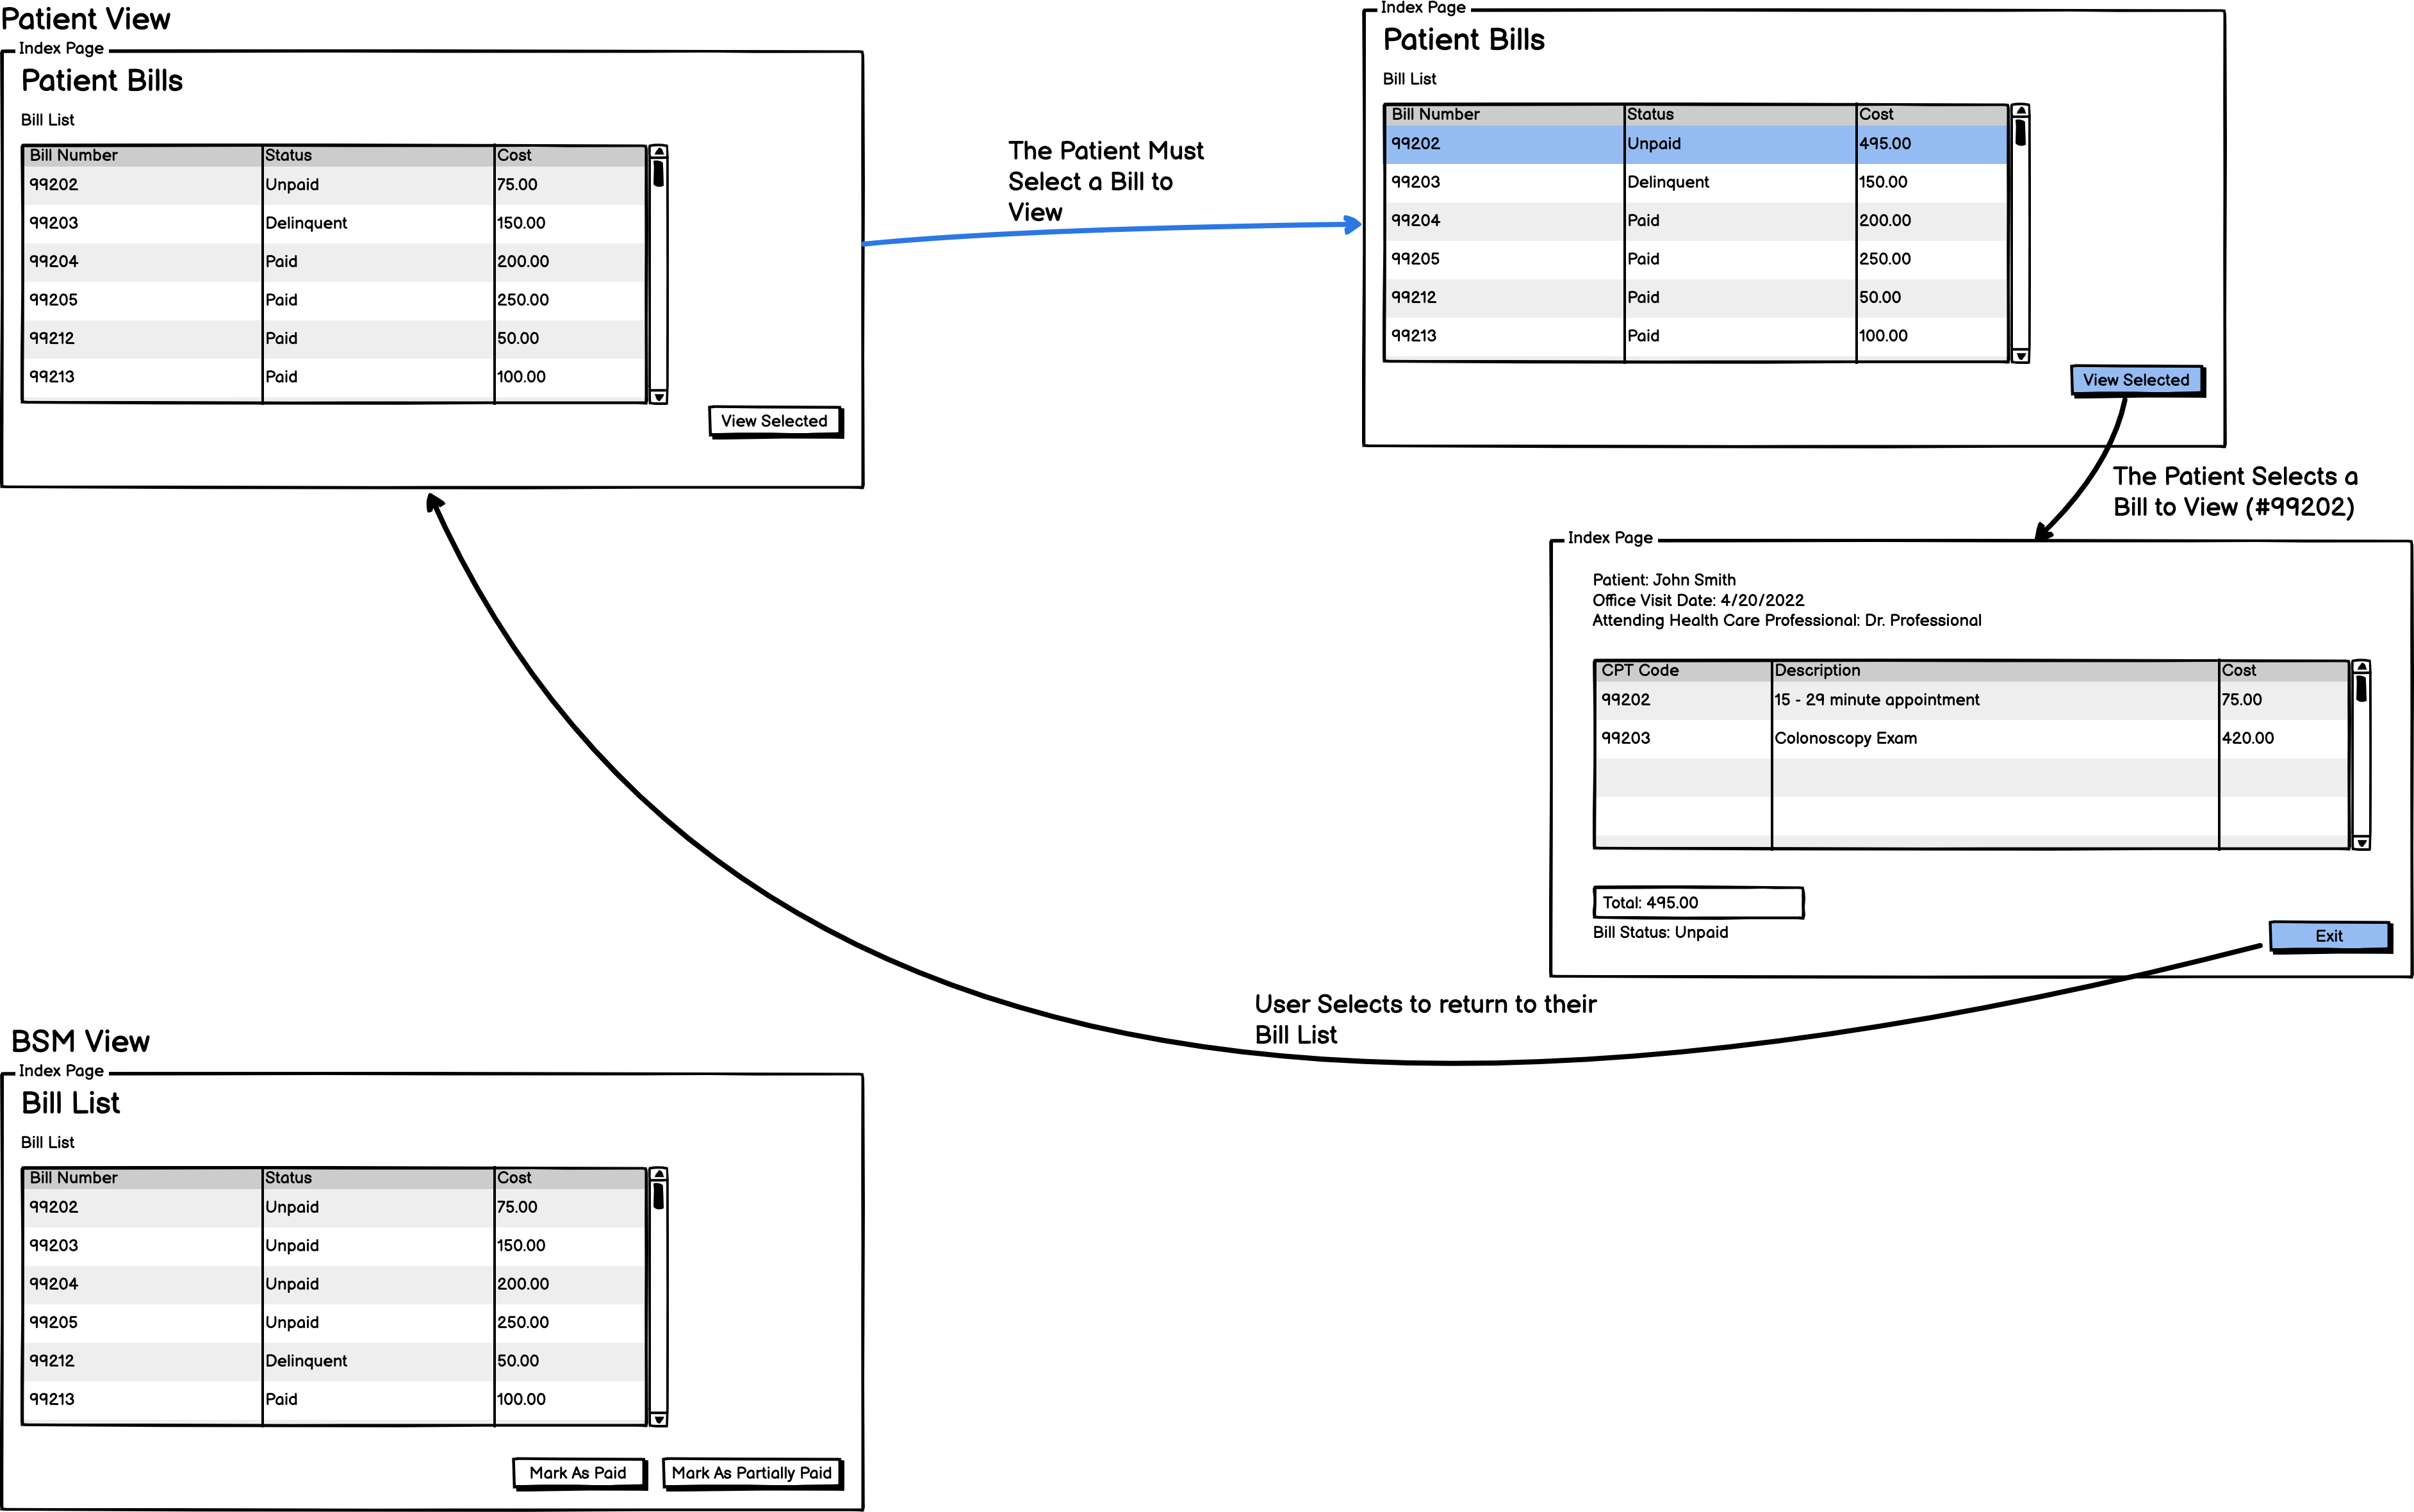 Patient View
Index Page
Patient Bills
Bill List
Bill Number Status Cost
99202 Unpaid 75.00
99203 Delinquent 150.00
99204 Paid 200.00
99205 Paid 250.00
99212 Paid 50.00
99213 Paid 100.00
View Selected
The Patient Must
Select a Bill to
View
Index Page
Patient Bills
Bill List
Bill Number Status Cost
99202 Unpaid 495.00
99203 Delinquent 150.00
99204 Paid 200.00
99205 Paid 250.00
99212 Paid 50.00
99213 Paid 100.00
View Selected
The Patient Selects a
Bill to View (#99202)
Index Page
Patient: John Smith
Office Visit Date: 4/20/2022
Attending Health Care Professional: Dr. Professional
CPT Code Description Cost
99202 15 - 29 minute appointment 75.00
99203 Colonoscopy Exam 420.00
Total: 495.00
Bill Status: Unpaid
Exit
User Selects to return to their
Bill List
BSM View
Index Page
Bill List
Bill List
Bill Number Status Cost
99202 Unpaid 75.00
99203 Unpaid 150.00
99204 Unpaid 200.00
99205 Unpaid 250.00
99212 Delinquent 50.00
99213 Paid 100.00
Mark As Paid Mark As Partially Paid